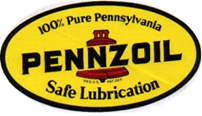 100% Pure Pennsylvania
PENNZOIL
Safe Lubrication